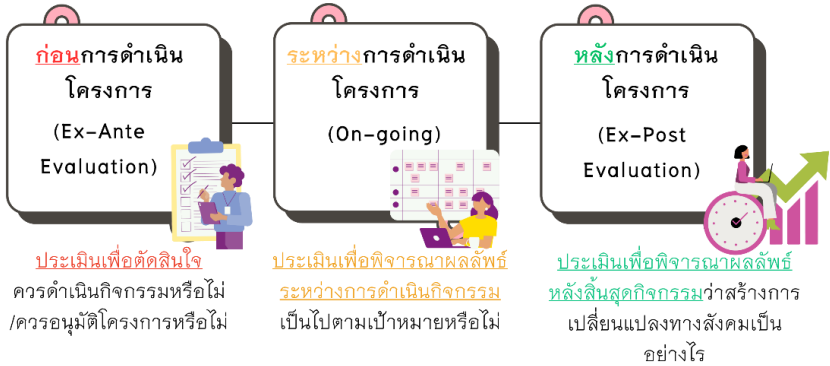 ก่อนการดำเนิน
โครงการ
(Ex-Ante
Evaluation)
ประเมินเพื่อตัดสินใจ
ควรดำเนินกิจกรรมหรือไม่
/ควรอนุมัติโครงการหรือไม่
ระหว่างการดำเนิน
โครงการ
(On-going)
ประเมินเพื่อพิจารณาผลลัพธ์
ระหว่างการดำเนินกิจกรรม
เป็นไปตามเป้าหมายหรือไม่
หลังการดำเนิน
โครงการ
(Ex-Post
Evaluation)
ประเมินเพื่อพิจารณาผลลัพธ์
หลังสิ้นสุดกิจกรรมว่าสร้างการ
เปลี่ยนแปลงทางสังคมเป็น
อย่างไร